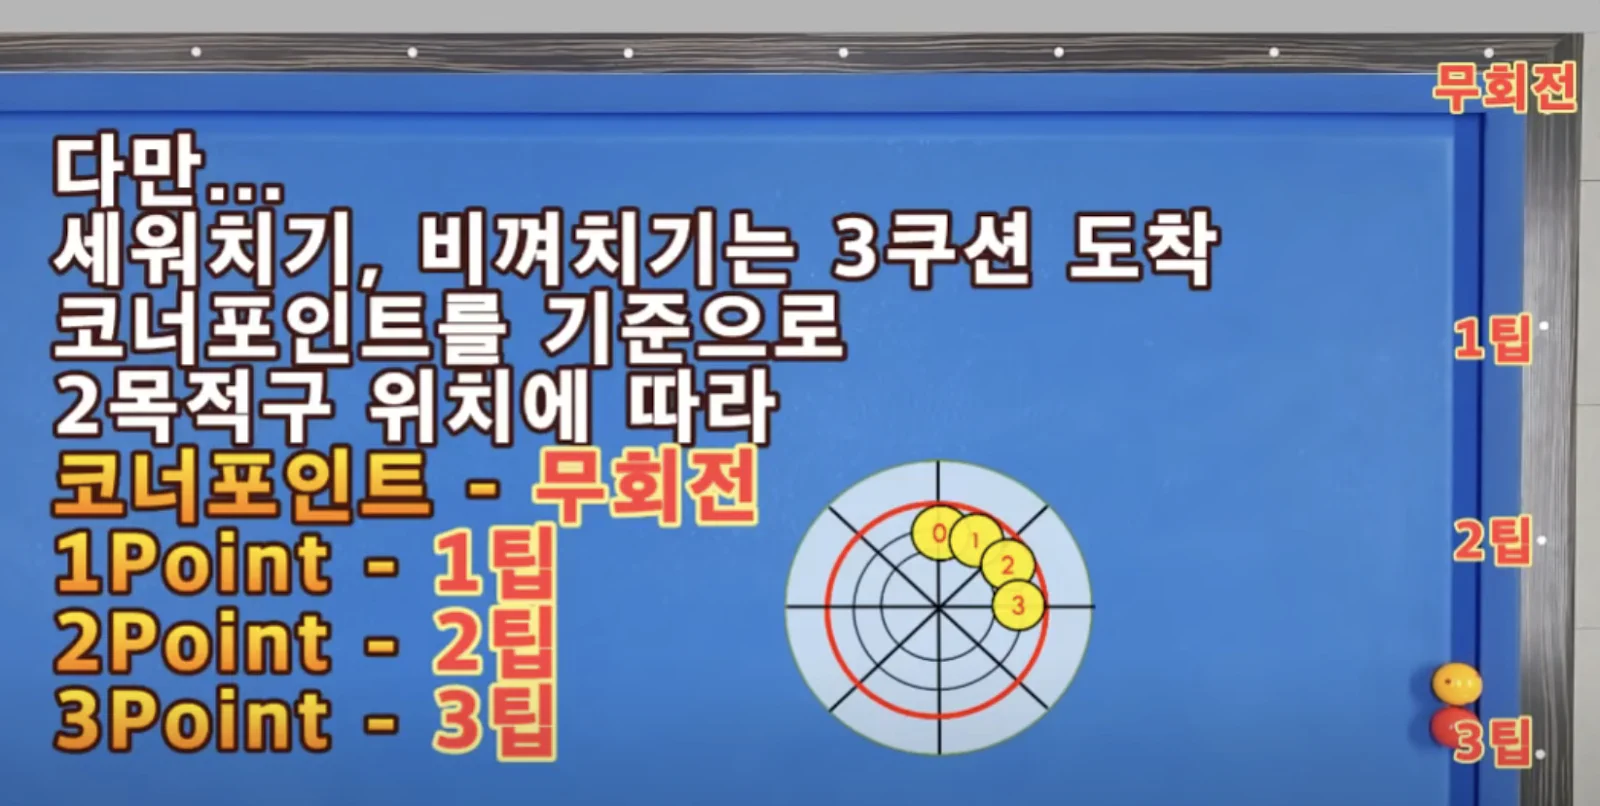 무회전
다만...
세워치기, 비껴치기는 3쿠션 도착
코너포인트를 기준으로
2목적구 위치에 따라
코너포인트 - 무회전
1Point - 1팁
2Point - 2팁
3Point - 3팁
0
1
2
3
1팁
2팁
3팁